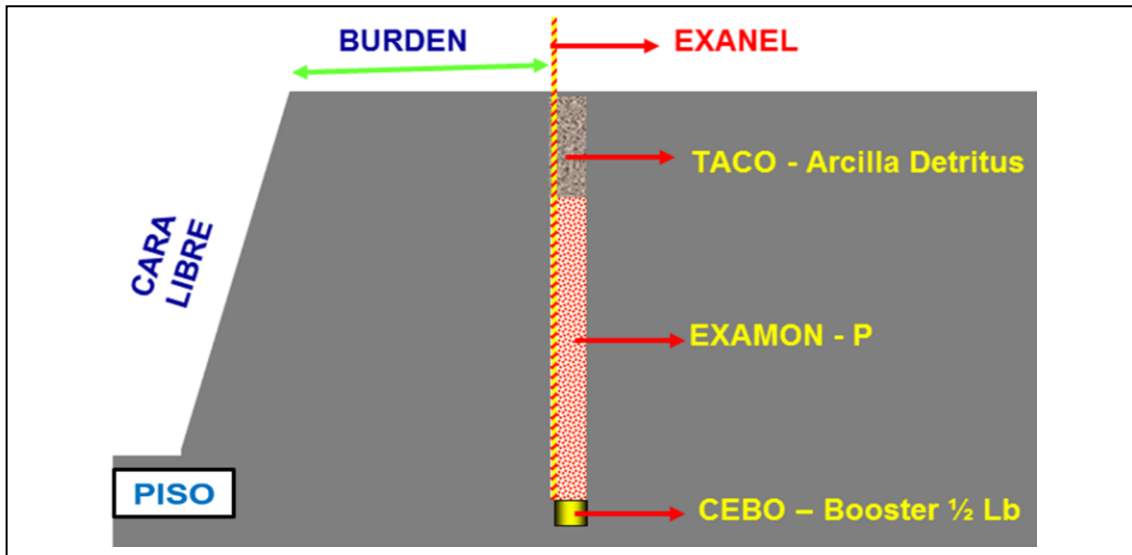 BURDEN
EXANEL
TACO - Arcilla Detritus
CARA
LIBRE
EXAMON - P
PISO
CEBO – Booster ½ Lb